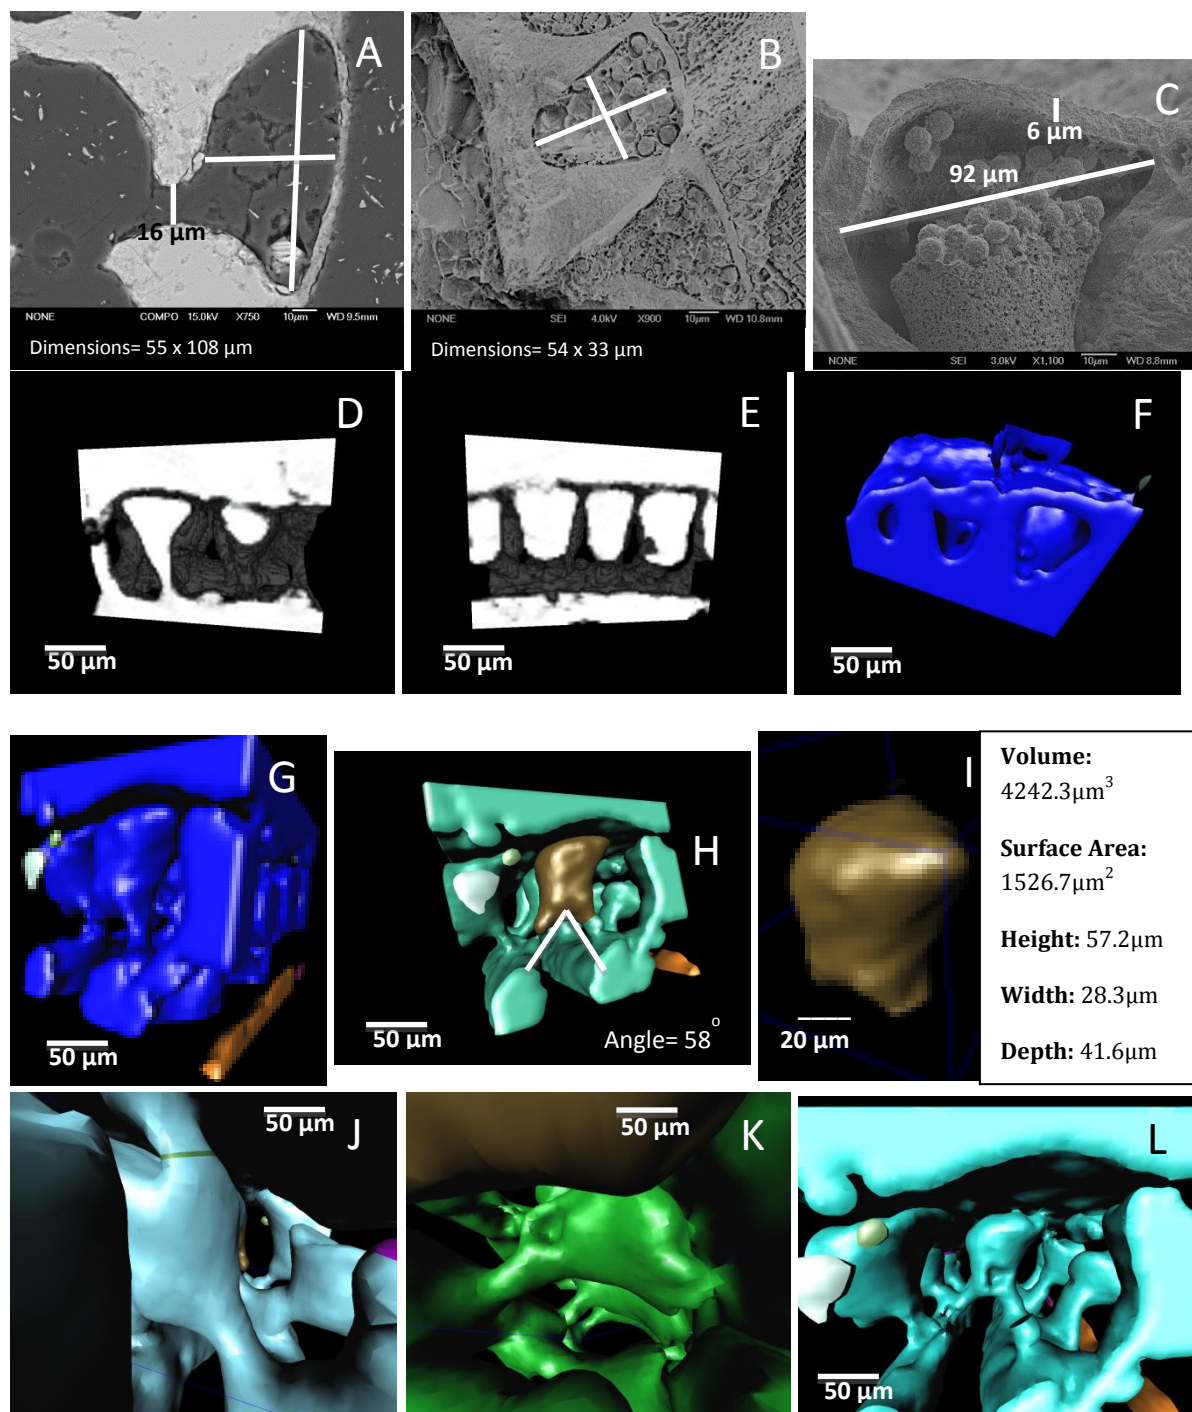 A
16 µm
NONE COMPO 15.0kV X750 10µm WD 9.5mm
Dimensions= 55 x 108 µm
B
NONE SEI 4.0kV X900 10µm WD 10.8mm
Dimensions= 54 x 33 µm
C
6 µm
92 µm
NONE SEI 3.0kV X1,100 10µm WD 8.8mm
D
50 µm
E
50 µm
F
50 µm
G
50 µm
H
50 µm
Angle= 58°
I
20 µm
Volume:
4242.3µm³
Surface Area:
1526.7µm²
Height: 57.2µm
Width: 28.3µm
Depth: 41.6µm
50 µm
J
50 µm
K
L
50 µm